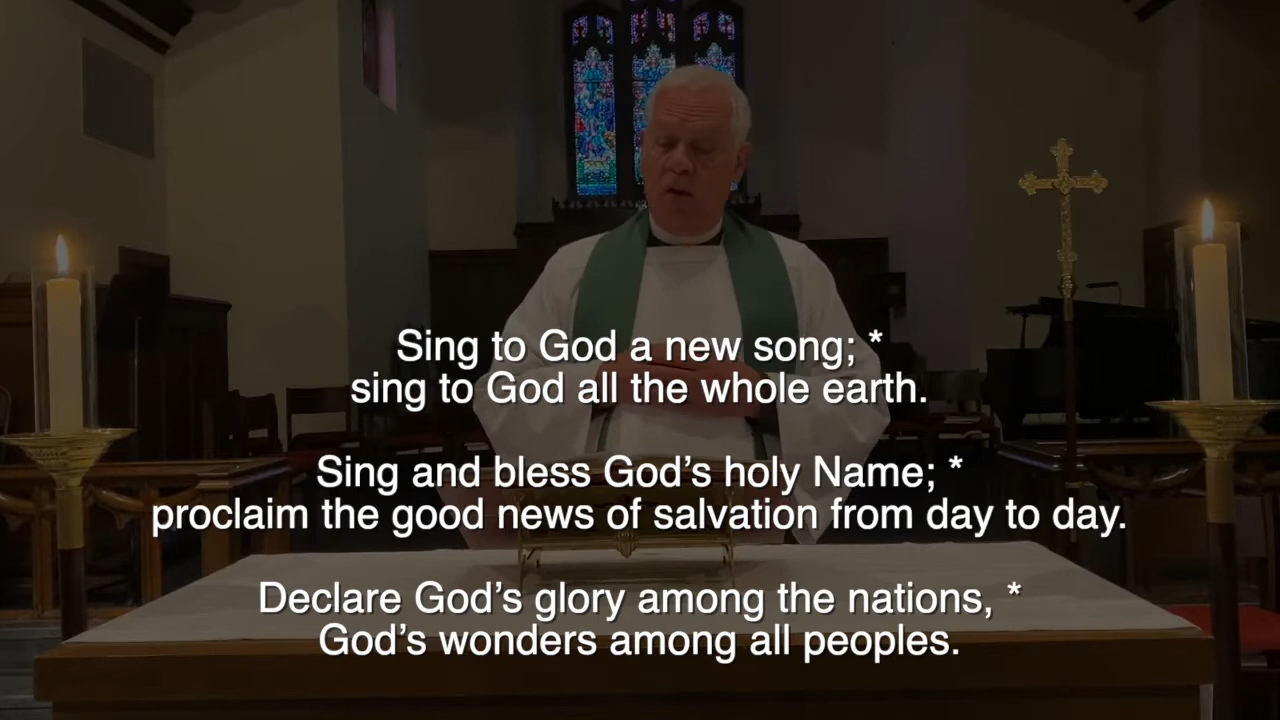 Sing to God a new song; *
sing to God all the whole earth.
Sing and bless God’s holy Name; *
proclaim the good news of salvation from day to day.
Declare God’s glory among the nations, *
God’s wonders among all peoples.